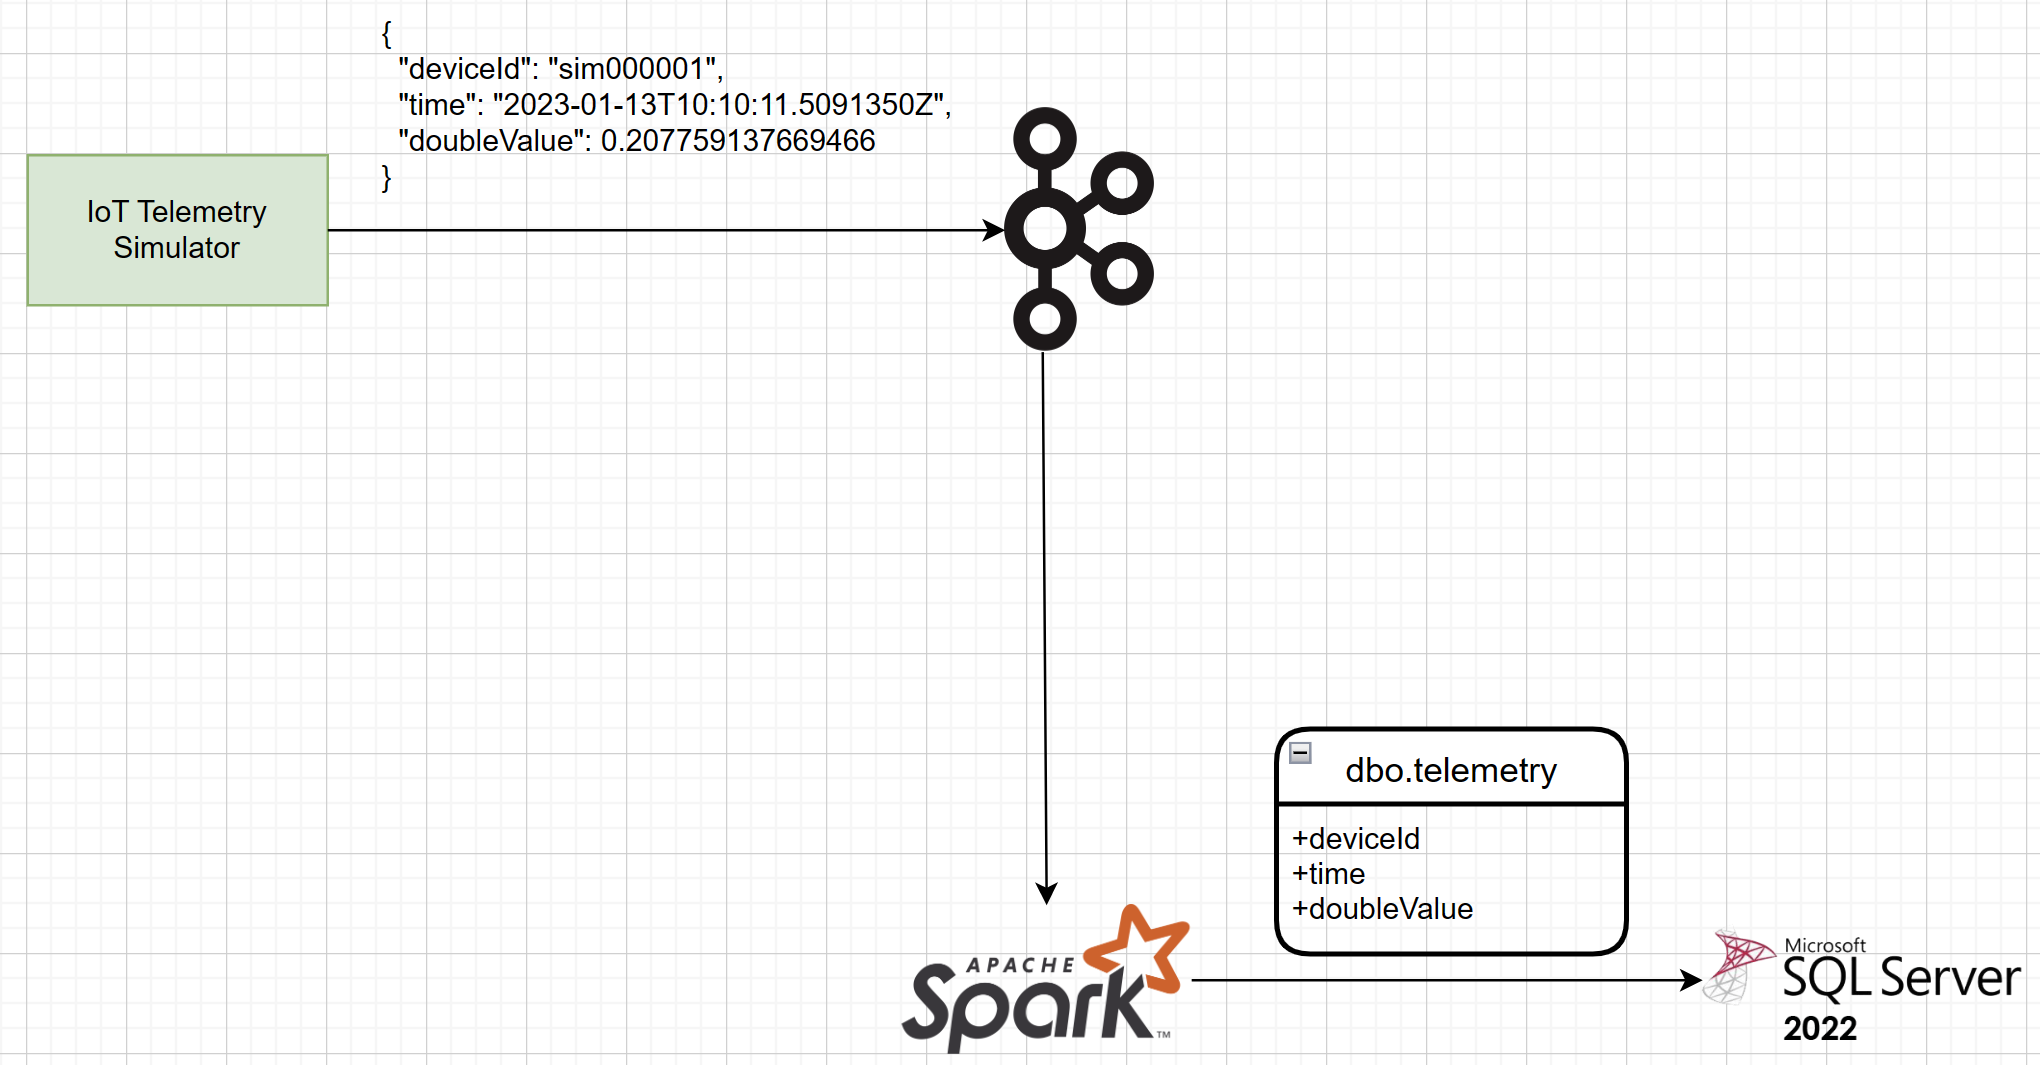 {
"deviceId": "sim000001",
"time": "2023-01-13T10:10:11.5091350Z",
"doubleValue": 0.207759137669466
}
IoT Telemetry
Simulator
dbo.telemetry
+deviceId
+time
+doubleValue
APACHE
Spark™
Microsoft
SQL Server
2022